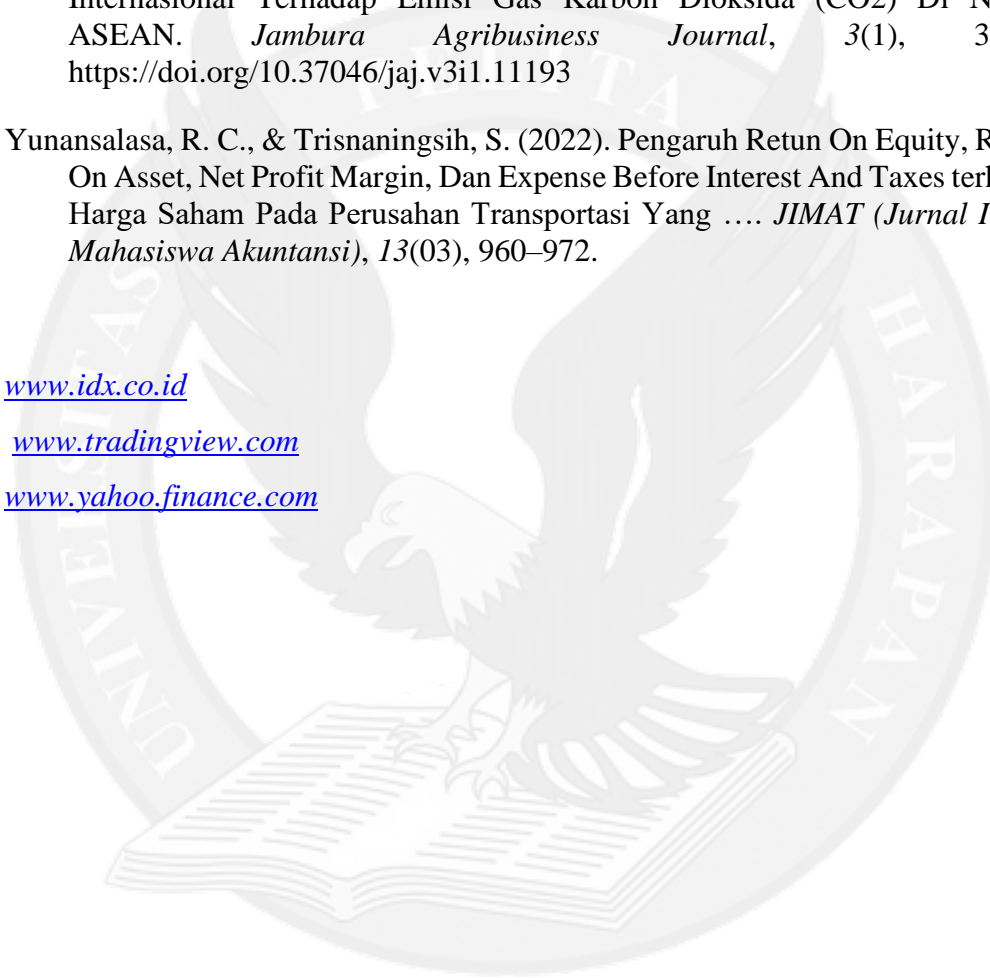 Internasional Terhadap Emisi Gas Karbon Dioksida (CO2) Di N
ASEAN. Jambura Agribusiness Journal, 3(1), 3
https://doi.org/10.37046/jaj.v3i1.11193
Yunansalasa, R. C., & Trisnaningsih, S. (2022). Pengaruh Retun On Equity, R
On Asset, Net Profit Margin, Dan Expense Before Interest And Taxes terh
Harga Saham Pada Perusahan Transportasi Yang …. JIMAT (Jurnal I
Mahasiswa Akuntansi), 13(03), 960–972.
www.idx.co.id
www.tradingview.com
www.yahoo.finance.com
UNIVERSITAS PELITA HARAPAN